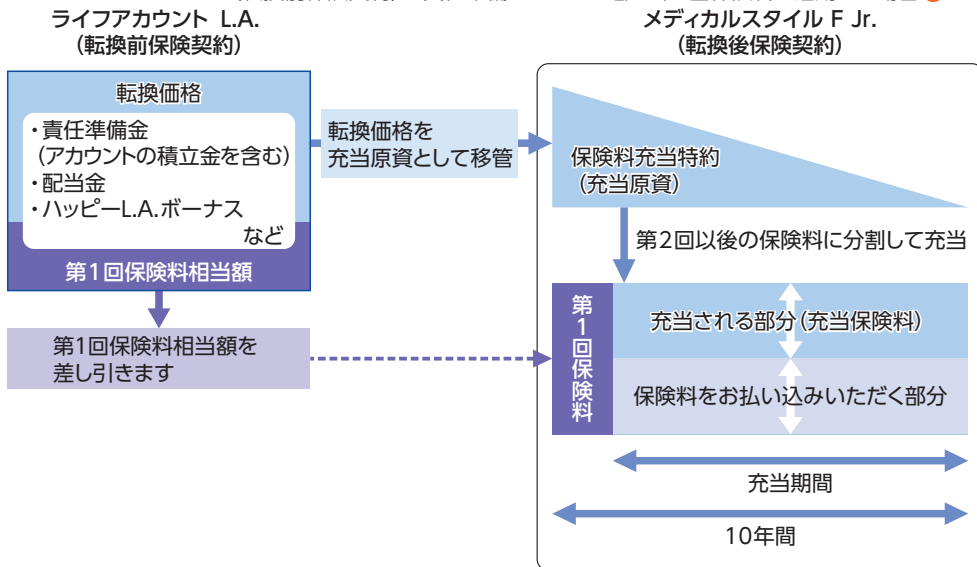 ライフアカウント L.A.
(転換前保険契約)
メディカルスタイル F Jr.
(転換後保険契約)
転換価格
・責任準備金
(アカウントの積立金を含む)
・配当金
・ハッピーL.A.ボーナス
など
第1回保険料相当額
転換価格を
充当原資として移管
保険料充当特約
(充当原資)
第2回以後の保険料に分割して充当
第1回保険料相当額を
差し引きます
第1回保険料
充当される部分(充当保険料)
保険料をお払い込みいただく部分
充当期間
10年間